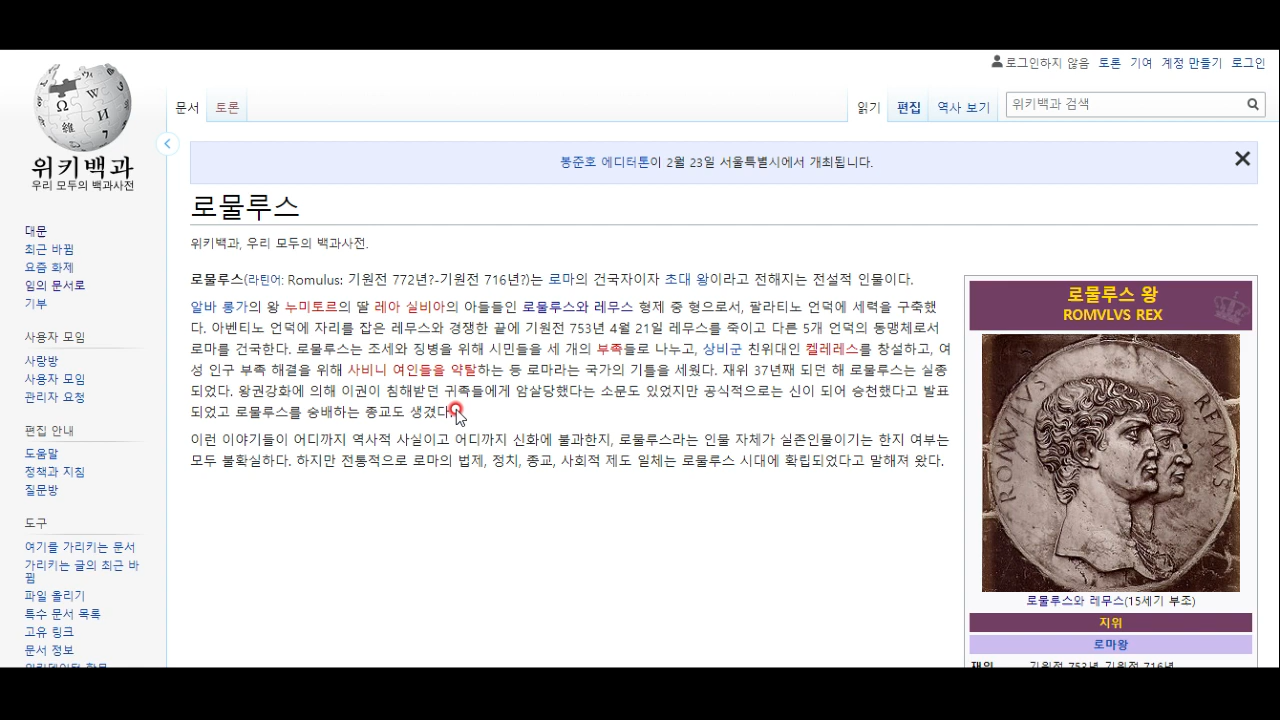 로그인하지 않음 토론 기여 계정 만들기 로그인
문서 토론 읽기 편집 역사 보기 위키백과 검색
위키백과
우리 모두의 백과사전
봉준호 에디터톤이 2월 23일 서울특별시에서 개최됩니다.
로물루스
위키백과, 우리 모두의 백과사전.
로물루스(라틴어: Romulus: 기원전 772년?-기원전 716년?)는 로마의 건국자이자 초대 왕이라고 전해지는 전설적 인물이다.
알바 롱가의 왕 누미토르의 딸 레아 실비아의 아들들인 로물루스와 레무스 형제 중 형으로서, 팔라티노 언덕에 세력을 구축했
다. 아벤티노 언덕에 자리를 잡은 레무스와 경쟁한 끝에 기원전 753년 4월 21일 레무스를 죽이고 다른 5개 언덕의 동맹체로서
로마를 건국한다. 로물루스는 조세와 징병을 위해 시민들을 세 개의 부족들로 나누고, 상비군 친위대인 켈레레스를 창설하고, 여
성 인구 부족 해결을 위해 사비니 여인들을 약탈하는 등 로마라는 국가의 기틀을 세웠다. 재위 37년째 되던 해 로물루스는 실종
되었다. 왕권강화에 의해 이권이 침해받던 귀족들에게 암살당했다는 소문도 있었지만 공식적으로는 신이 되어 승천했다고 발표
되었고 로물루스를 숭배하는 종교도 생겼다.
이런 이야기들이 어디까지 역사적 사실이고 어디까지 신화에 불과한지, 로물루스라는 인물 자체가 실존인물이기는 한지 여부는
모두 불확실하다. 하지만 전통적으로 로마의 법제, 정치, 종교, 사회적 제도 일체는 로물루스 시대에 확립되었다고 말해져 왔다.
로물루스 왕
ROMVLVS REX
ROMVLVS REMVS
로물루스와 레무스(15세기 부조)
지위
로마왕
재위 기원전 753년-기원전 716년
대문
최근 바뀜
요즘 화제
임의 문서로
기부
사용자 모임
사랑방
사용자 모임
관리자 요청
편집 안내
도움말
정책과 지침
질문방
도구
여기를 가리키는 문서
가리키는 글의 최근 바
뀜
파일 올리기
특수 문서 목록
고유 링크
문서 정보
위키데이터 항목